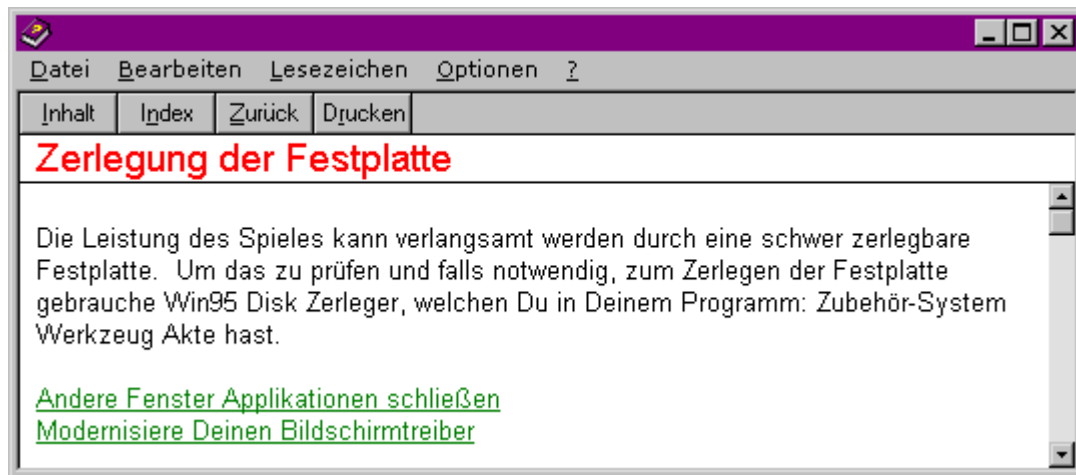 Datei Bearbeiten Lesezeichen Optionen ?
Inhalt Index Zurück Drucken
Zerlegung der Festplatte
Die Leistung des Spieles kann verlangsamt werden durch eine schwer zerlegbare
Festplatte.  Um das zu prüfen und falls notwendig, zum Zerlegen der Festplatte
gebrauche Win95 Disk Zerleger, welchen Du in Deinem Programm: Zubehör-System
Werkzeug Akte hast.
Andere Fenster Applikationen schließen
Modernisiere Deinen Bildschirmtreiber